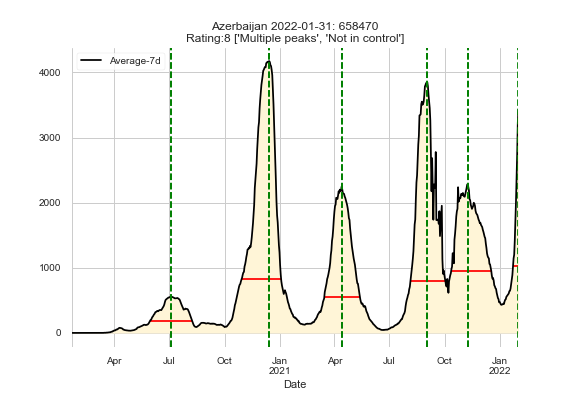 Azerbaijan 2022-01-31: 658470
Rating:8 ['Multiple peaks', 'Not in control']
Average-7d
4000
3000
2000
1000
0
Apr Jul Oct Jan Apr Jul Oct Jan
2021 2022
Date